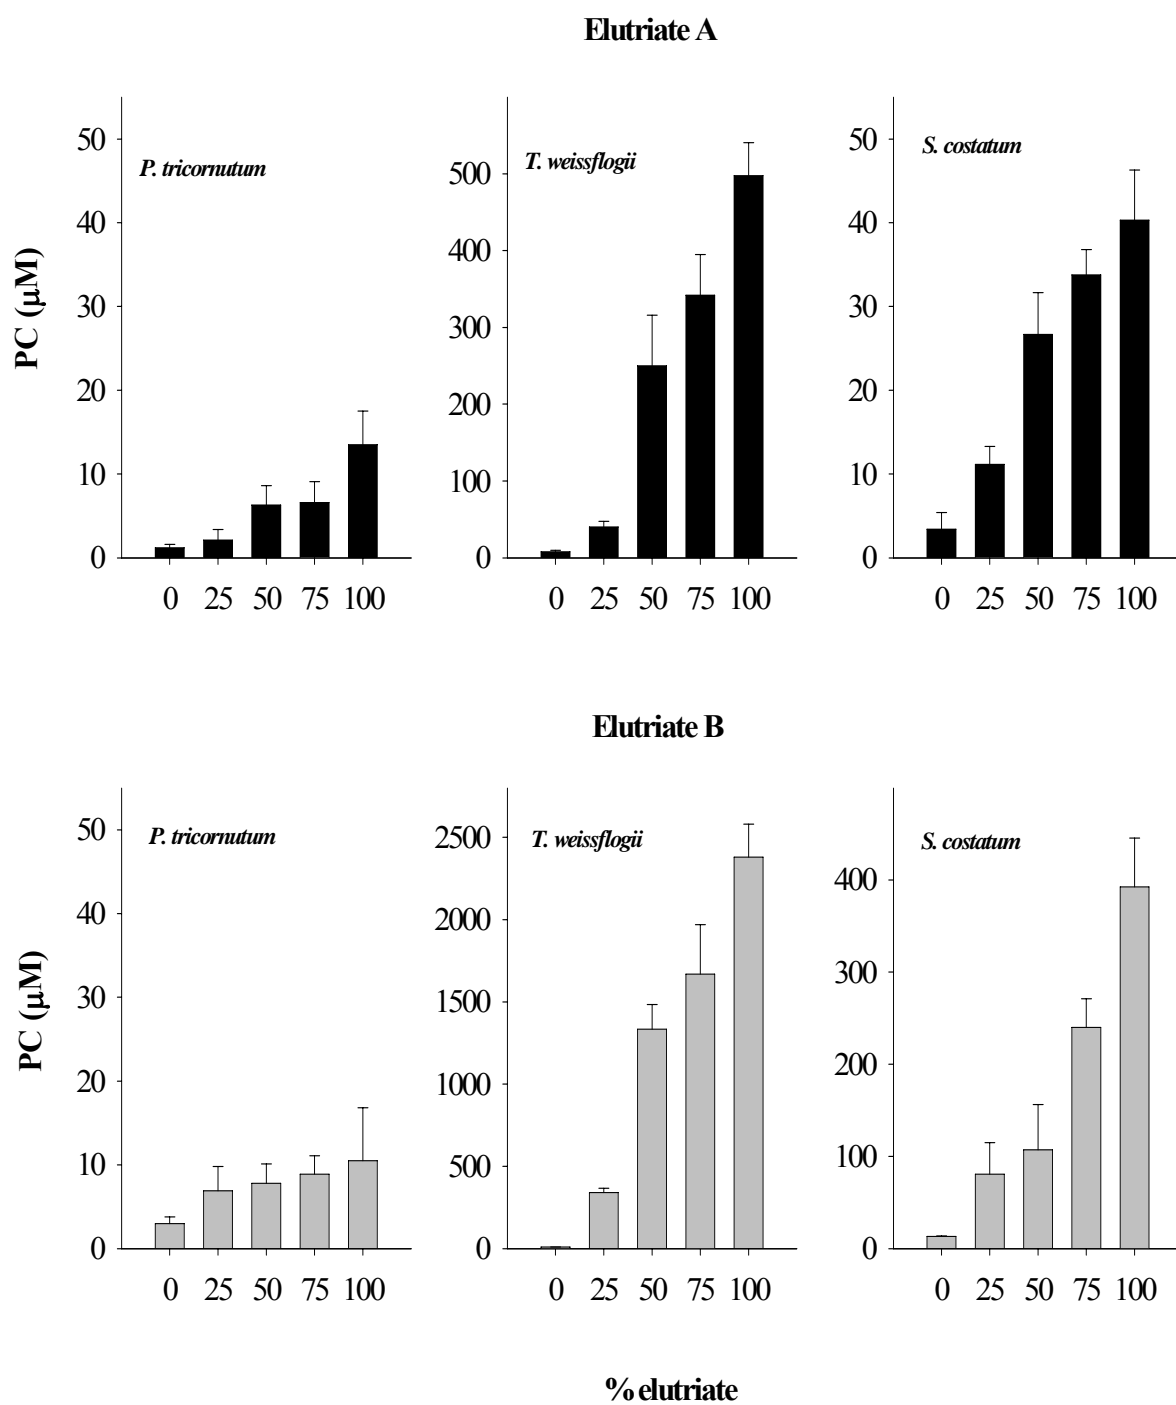 Elutriate A
PC (μM)
P. tricornutum
50
40
30
20
10
0
0 25 50 75 100
T. weissflogii
500
400
300
200
100
0
0 25 50 75 100
S. costatum
50
40
30
20
10
0
0 25 50 75 100
Elutriate B
PC (μM)
P. tricornutum
50
40
30
20
10
0
0 25 50 75 100
T. weissflogii
2500
2000
1500
1000
500
0
0 25 50 75 100
S. costatum
400
300
200
100
0
0 25 50 75 100
% elutriate